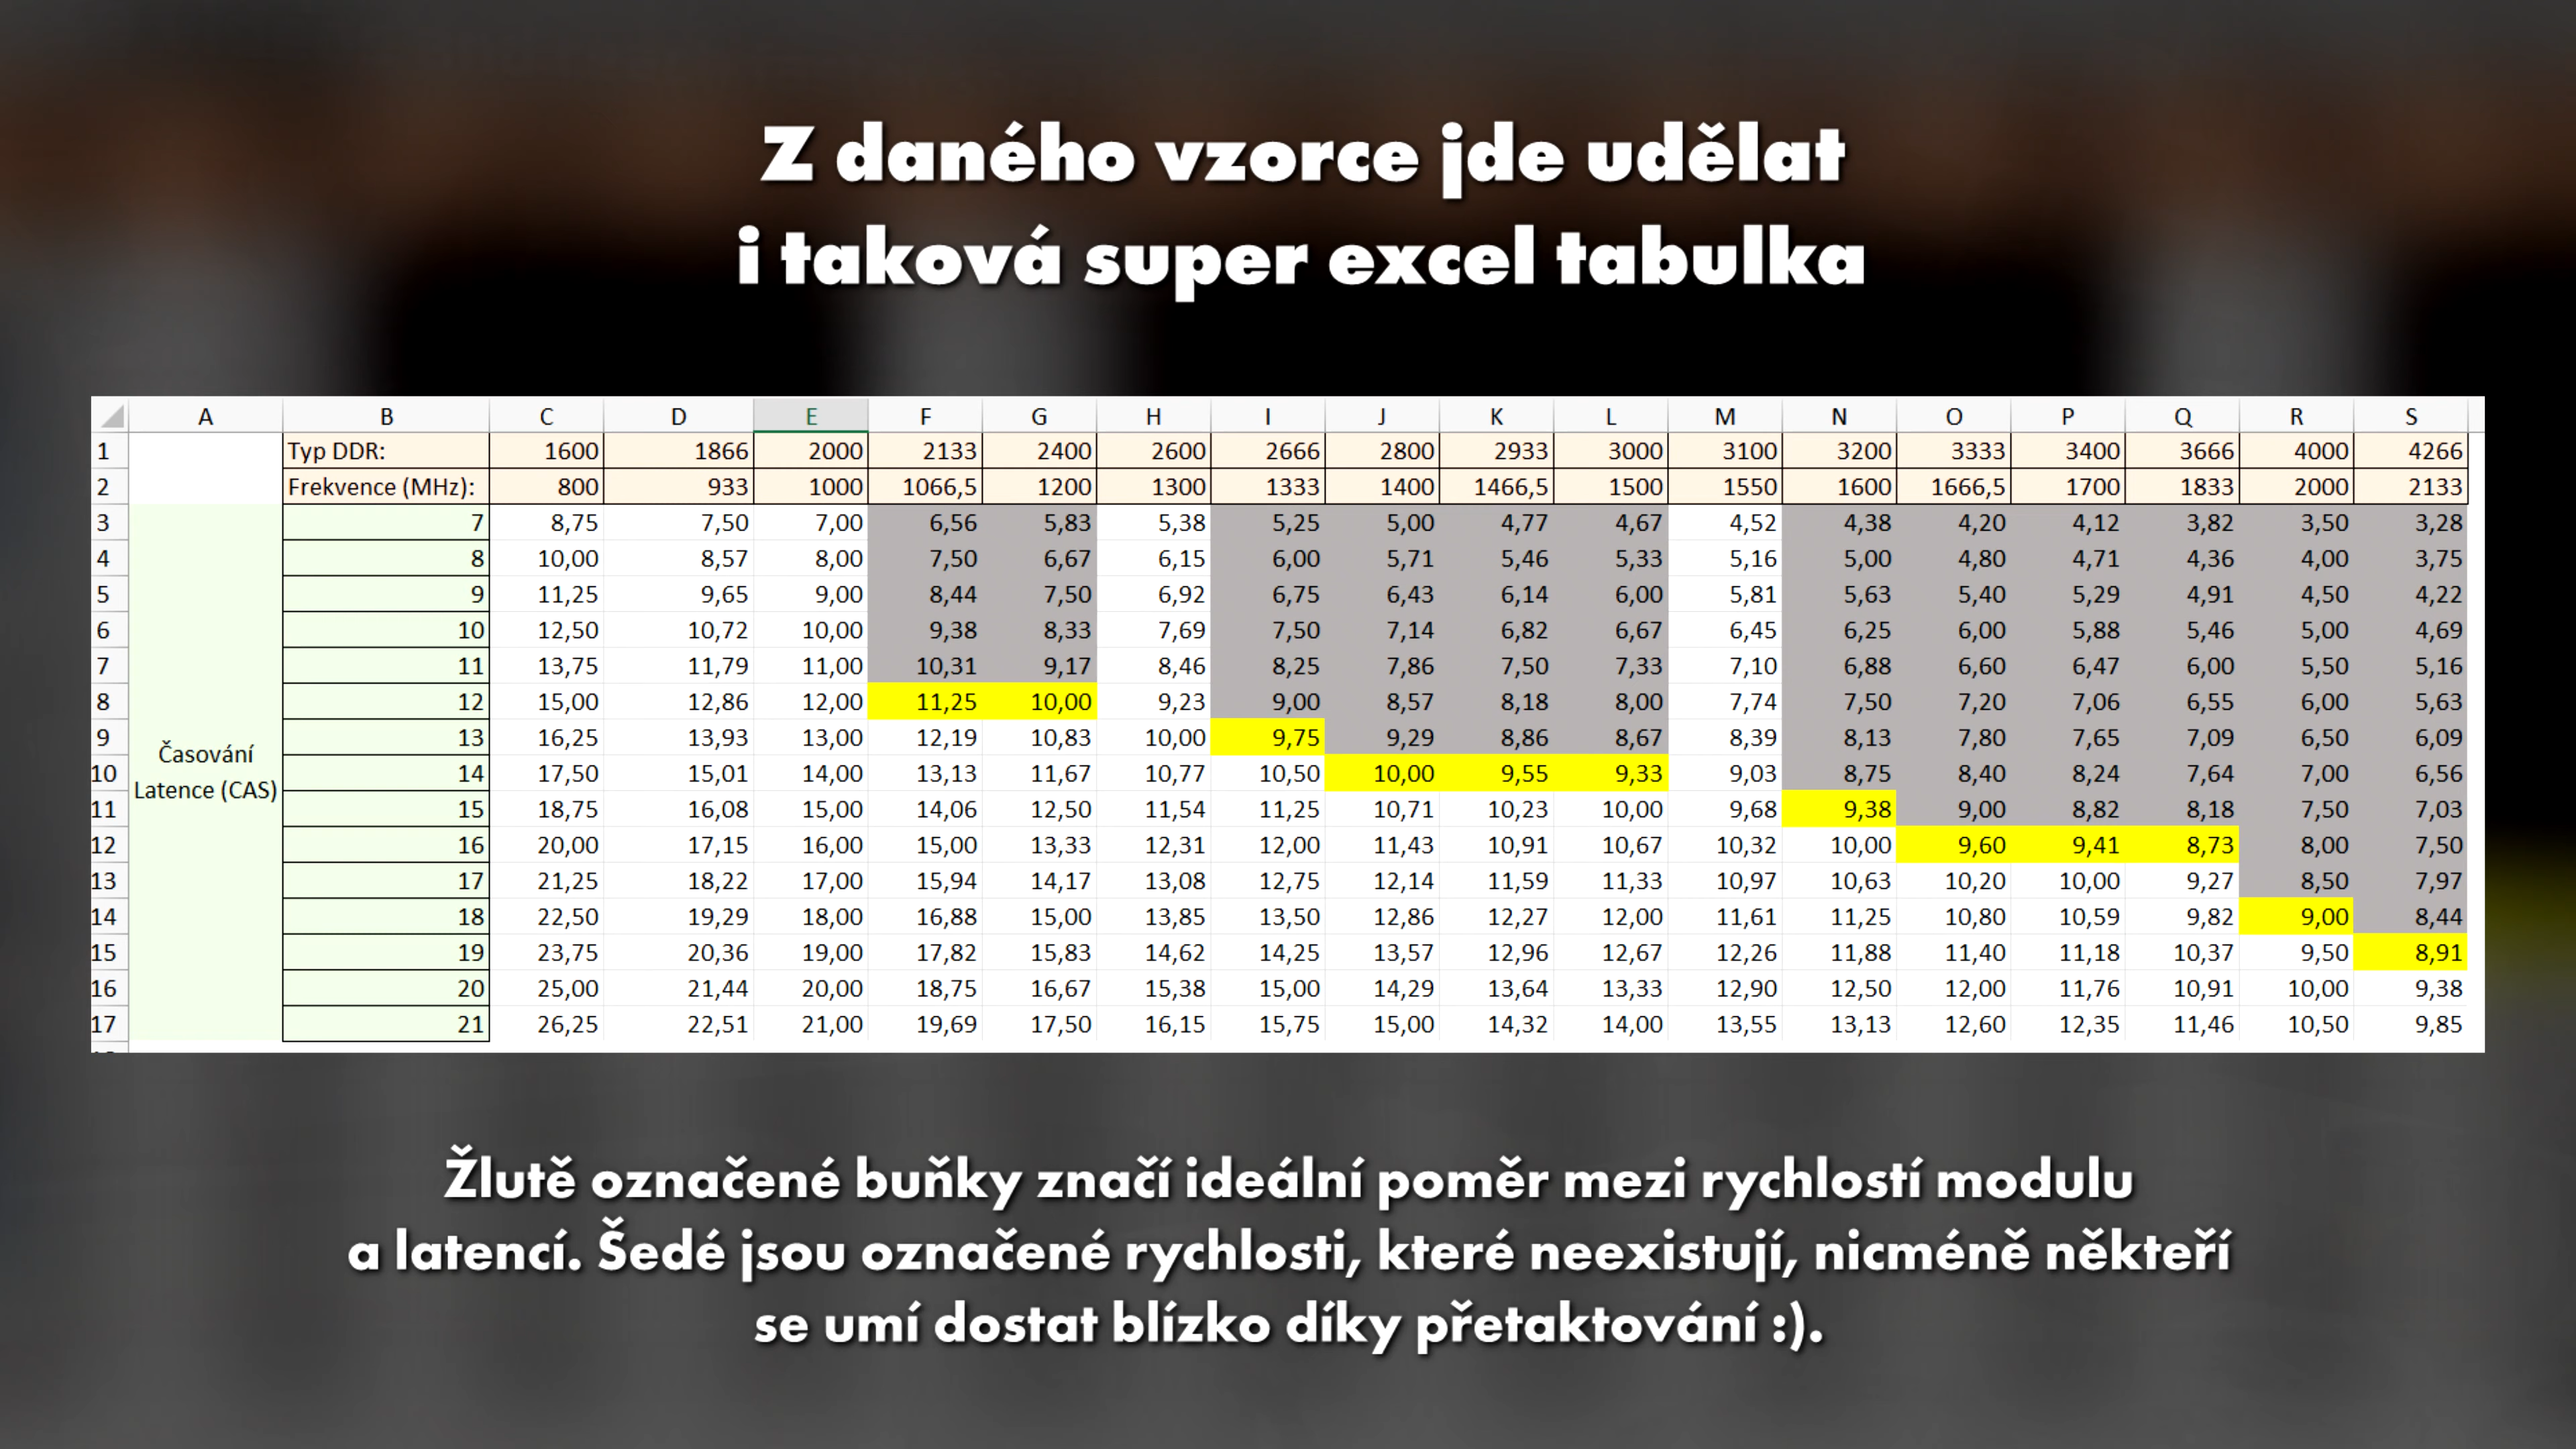 Z daného vzorce jde udělat
i taková super excel tabulka
A B C D E F G H I J K L M N O P Q R S
1 Typ DDR: 1600 1866 2000 2133 2400 2600 2666 2800 2933 3000 3100 3200 3333 3400 3666 4000 4266
2 Frekvence (MHz): 800 933 1000 1066,5 1200 1300 1333 1400 1466,5 1500 1550 1600 1666,5 1700 1833 2000 2133
3 7 8,75 7,50 7,00 6,56 5,83 5,38 5,25 5,00 4,77 4,67 4,52 4,38 4,20 4,12 3,82 3,50 3,28
4 8 10,00 8,57 8,00 7,50 6,67 6,15 6,00 5,71 5,46 5,33 5,16 5,00 4,80 4,71 4,36 4,00 3,75
5 9 11,25 9,65 9,00 8,44 7,50 6,92 6,75 6,43 6,14 6,00 5,81 5,63 5,40 5,29 4,91 4,50 4,22
6 10 12,50 10,72 10,00 9,38 8,33 7,69 7,50 7,14 6,82 6,67 6,45 6,25 6,00 5,88 5,46 5,00 4,69
7 11 13,75 11,79 11,00 10,31 9,17 8,46 8,25 7,86 7,50 7,33 7,10 6,88 6,60 6,47 6,00 5,50 5,16
8 12 15,00 12,86 12,00 11,25 10,00 9,23 9,00 8,57 8,18 8,00 7,74 7,50 7,20 7,06 6,55 6,00 5,63
9 13 16,25 13,93 13,00 12,19 10,83 10,00 9,75 9,29 8,86 8,67 8,39 8,13 7,80 7,65 7,09 6,50 6,09
Časování
10 14 17,50 15,01 14,00 13,13 11,67 10,77 10,50 10,00 9,55 9,33 9,03 8,75 8,40 8,24 7,64 7,00 6,56
Latence (CAS)
11 15 18,75 16,08 15,00 14,06 12,50 11,54 11,25 10,71 10,23 10,00 9,68 9,38 9,00 8,82 8,18 7,50 7,03
12 16 20,00 17,15 16,00 15,00 13,33 12,31 12,00 11,43 10,91 10,67 10,32 10,00 9,60 9,41 8,73 8,00 7,50
13 17 21,25 18,22 17,00 15,94 14,17 13,08 12,75 12,14 11,59 11,33 10,97 10,63 10,20 10,00 9,27 8,50 7,97
14 18 22,50 19,29 18,00 16,88 15,00 13,85 13,50 12,86 12,27 12,00 11,61 11,25 10,80 10,59 9,82 9,00 8,44
15 19 23,75 20,36 19,00 17,82 15,83 14,62 14,25 13,57 12,96 12,67 12,26 11,88 11,40 11,18 10,37 9,50 8,91
16 20 25,00 21,44 20,00 18,75 16,67 15,38 15,00 14,29 13,64 13,33 12,90 12,50 12,00 11,76 10,91 10,00 9,38
17 21 26,25 22,51 21,00 19,69 17,50 16,15 15,75 15,00 14,32 14,00 13,55 13,13 12,60 12,35 11,46 10,50 9,85
Žlutě označené buňky značí ideální poměr mezi rychlostí modulu
a latencí. Šedé jsou označené rychlosti, které neexistují, nicméně někteří
se umí dostat blízko díky přetaktování :).